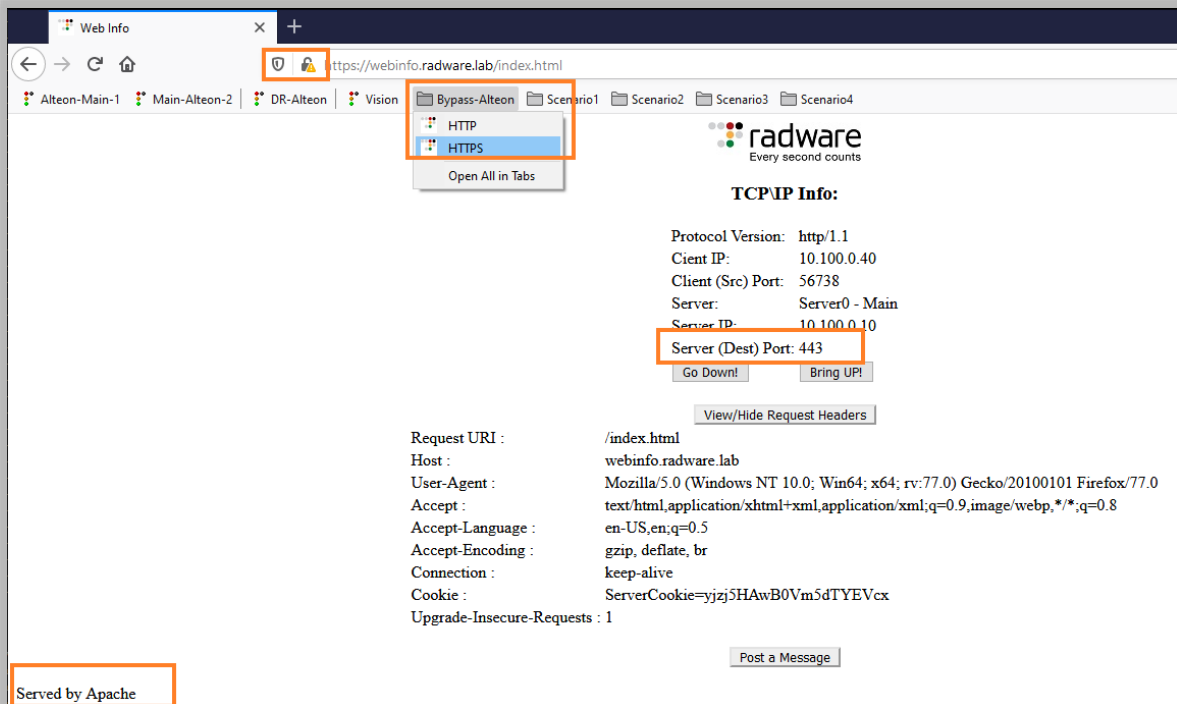 Web Info
https://webinfo.radware.lab/index.html
Alteon-Main-1 Main-Alteon-2 DR-Alteon Vision Bypass-Alteon Scenario1 Scenario2 Scenario3 Scenario4
HTTP
HTTPS
Open All in Tabs
radware
Every second counts
TCP\IP Info:
Protocol Version: http/1.1
Cient IP: 10.100.0.40
Client (Src) Port: 56738
Server: Server0 - Main
Server IP: 10.100.0.10
Server (Dest) Port: 443
Go Down! Bring UP!
View/Hide Request Headers
Request URI : /index.html
Host : webinfo.radware.lab
User-Agent : Mozilla/5.0 (Windows NT 10.0; Win64; x64; rv:77.0) Gecko/20100101 Firefox/77.0
Accept : text/html,application/xhtml+xml,application/xml;q=0.9,image/webp,*/*;q=0.8
Accept-Language : en-US,en;q=0.5
Accept-Encoding : gzip, deflate, br
Connection : keep-alive
Cookie : ServerCookie=yjzj5HAwB0Vm5dTYEVcx
Upgrade-Insecure-Requests : 1
Post a Message
Served by Apache